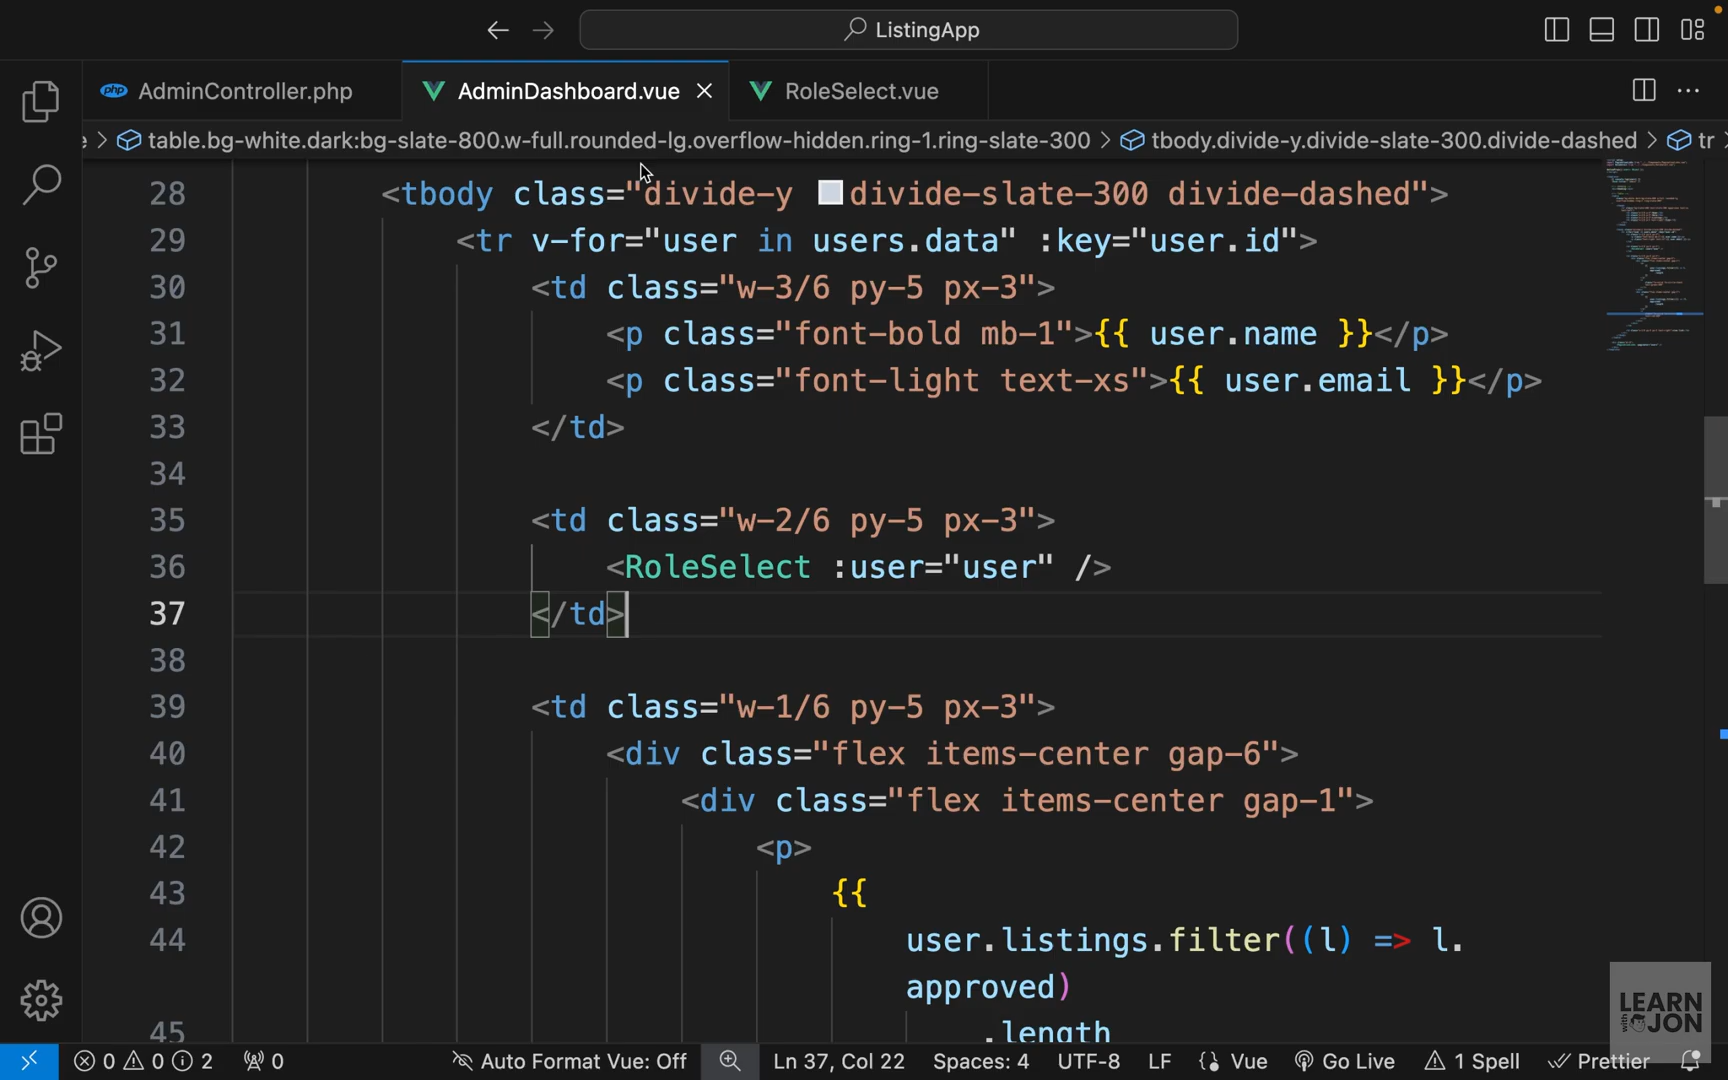 ListingApp
AdminController.php
AdminDashboard.vue
RoleSelect.vue
table.bg-white.dark:bg-slate-800.w-full.rounded-lg.overflow-hidden.ring-1.ring-slate-300 > tbody.divide-y.divide-slate-300.divide-dashed > tr
28 <tbody class="divide-y divide-slate-300 divide-dashed">
29 <tr v-for="user in users.data" :key="user.id">
30 <td class="w-3/6 py-5 px-3">
31 <p class="font-bold mb-1">{{ user.name }}</p>
32 <p class="font-light text-xs">{{ user.email }}</p>
33 </td>
34
35 <td class="w-2/6 py-5 px-3">
36 <RoleSelect :user="user" />
37 </td>
38
39 <td class="w-1/6 py-5 px-3">
40 <div class="flex items-center gap-6">
41 <div class="flex items-center gap-1">
42 <p>
43 {{
44 user.listings.filter((l) => l.
approved)
45 .length
LEARN
with
JON
0 0 2 0 Auto Format Vue: Off Ln 37, Col 22 Spaces: 4 UTF-8 LF Vue Go Live 1 Spell Prettier